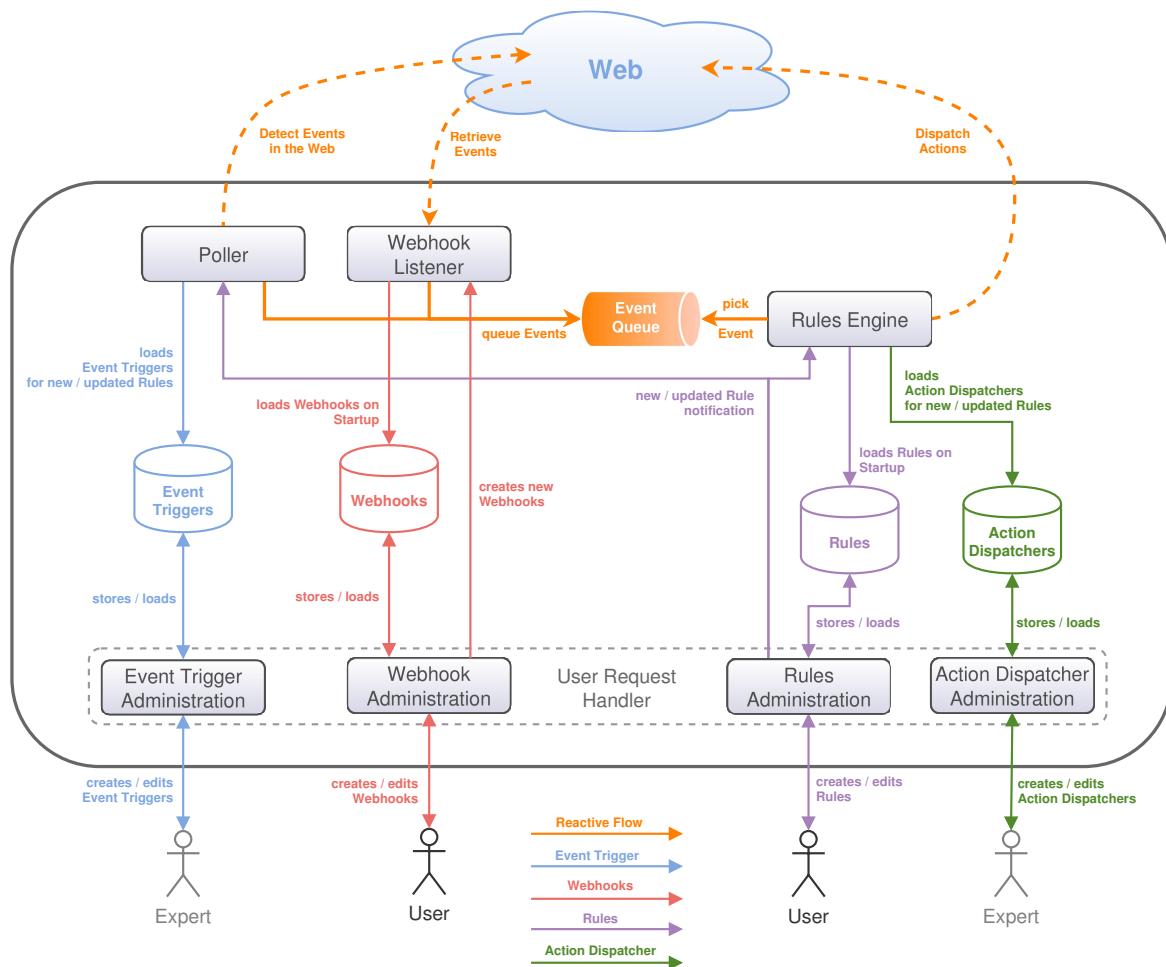 Web
Detect Events
in the Web
Retrieve
Events
Dispatch
Actions
Poller
Webhook
Listener
Event
Queue
pick
Event
Rules Engine
queue Events
loads
Event Triggers
for new / updated Rules
loads Webhooks on
Startup
new / updated Rule
notification
loads
Action Dispatchers
for new / updated Rules
loads Rules on
Startup
Event
Triggers
Webhooks
creates new
Webhooks
Rules
Action
Dispatchers
stores / loads
stores / loads
stores / loads
stores / loads
Event Trigger
Administration
Webhook
Administration
User Request
Handler
Rules
Administration
Action Dispatcher
Administration
creates / edits
Event Triggers
creates / edits
Webhooks
creates / edits
Rules
creates / edits
Action Dispatchers
Expert
User
User
Expert
Reactive Flow
Event Trigger
Webhooks
Rules
Action Dispatcher